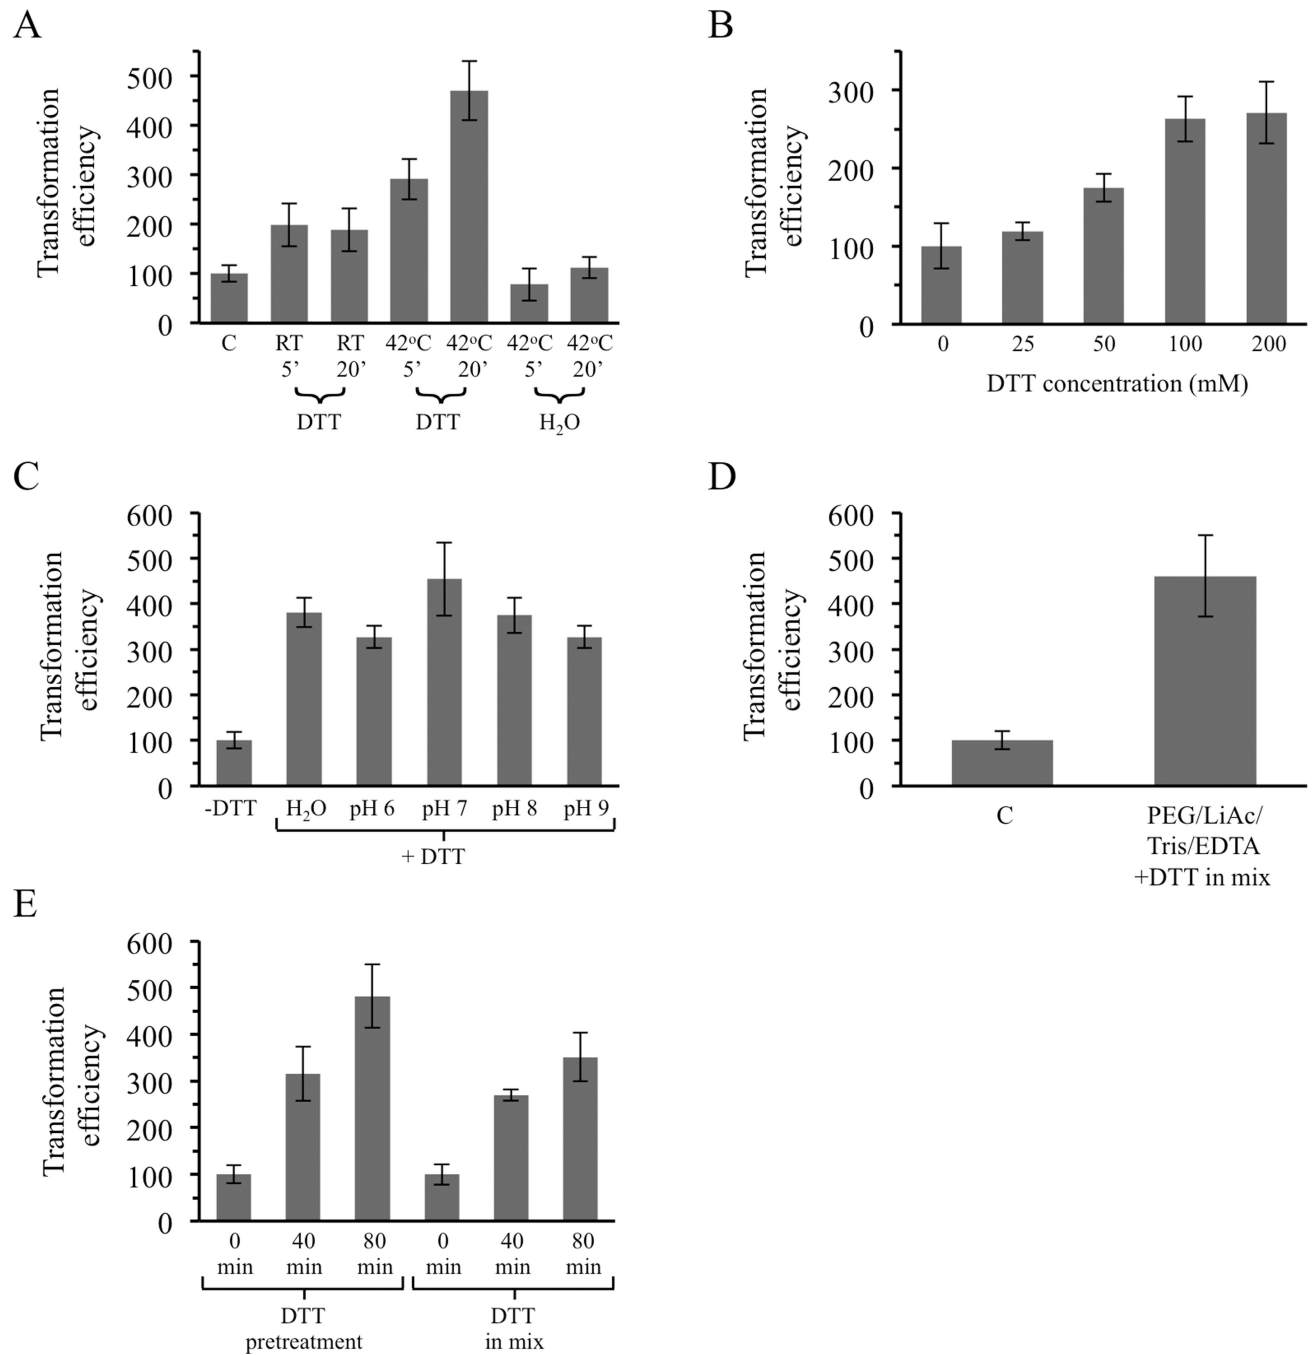 A
Transformation
efficiency
500
400
300
200
100
0
C
RT
5’
RT
20’
42°C
5’
42°C
20’
42°C
5’
42°C
20’
DTT
DTT
H₂O
B
Transformation
efficiency
300
200
100
0
0 25 50 100 200
DTT concentration (mM)
C
Transformation
efficiency
600
500
400
300
200
100
0
-DTT H₂O pH 6 pH 7 pH 8 pH 9
+ DTT
D
Transformation
efficiency
600
500
400
300
200
100
0
C
PEG/LiAc/
Tris/EDTA
+DTT in mix
E
Transformation
efficiency
600
500
400
300
200
100
0
0
min
40
min
80
min
0
min
40
min
80
min
DTT
pretreatment
DTT
in mix